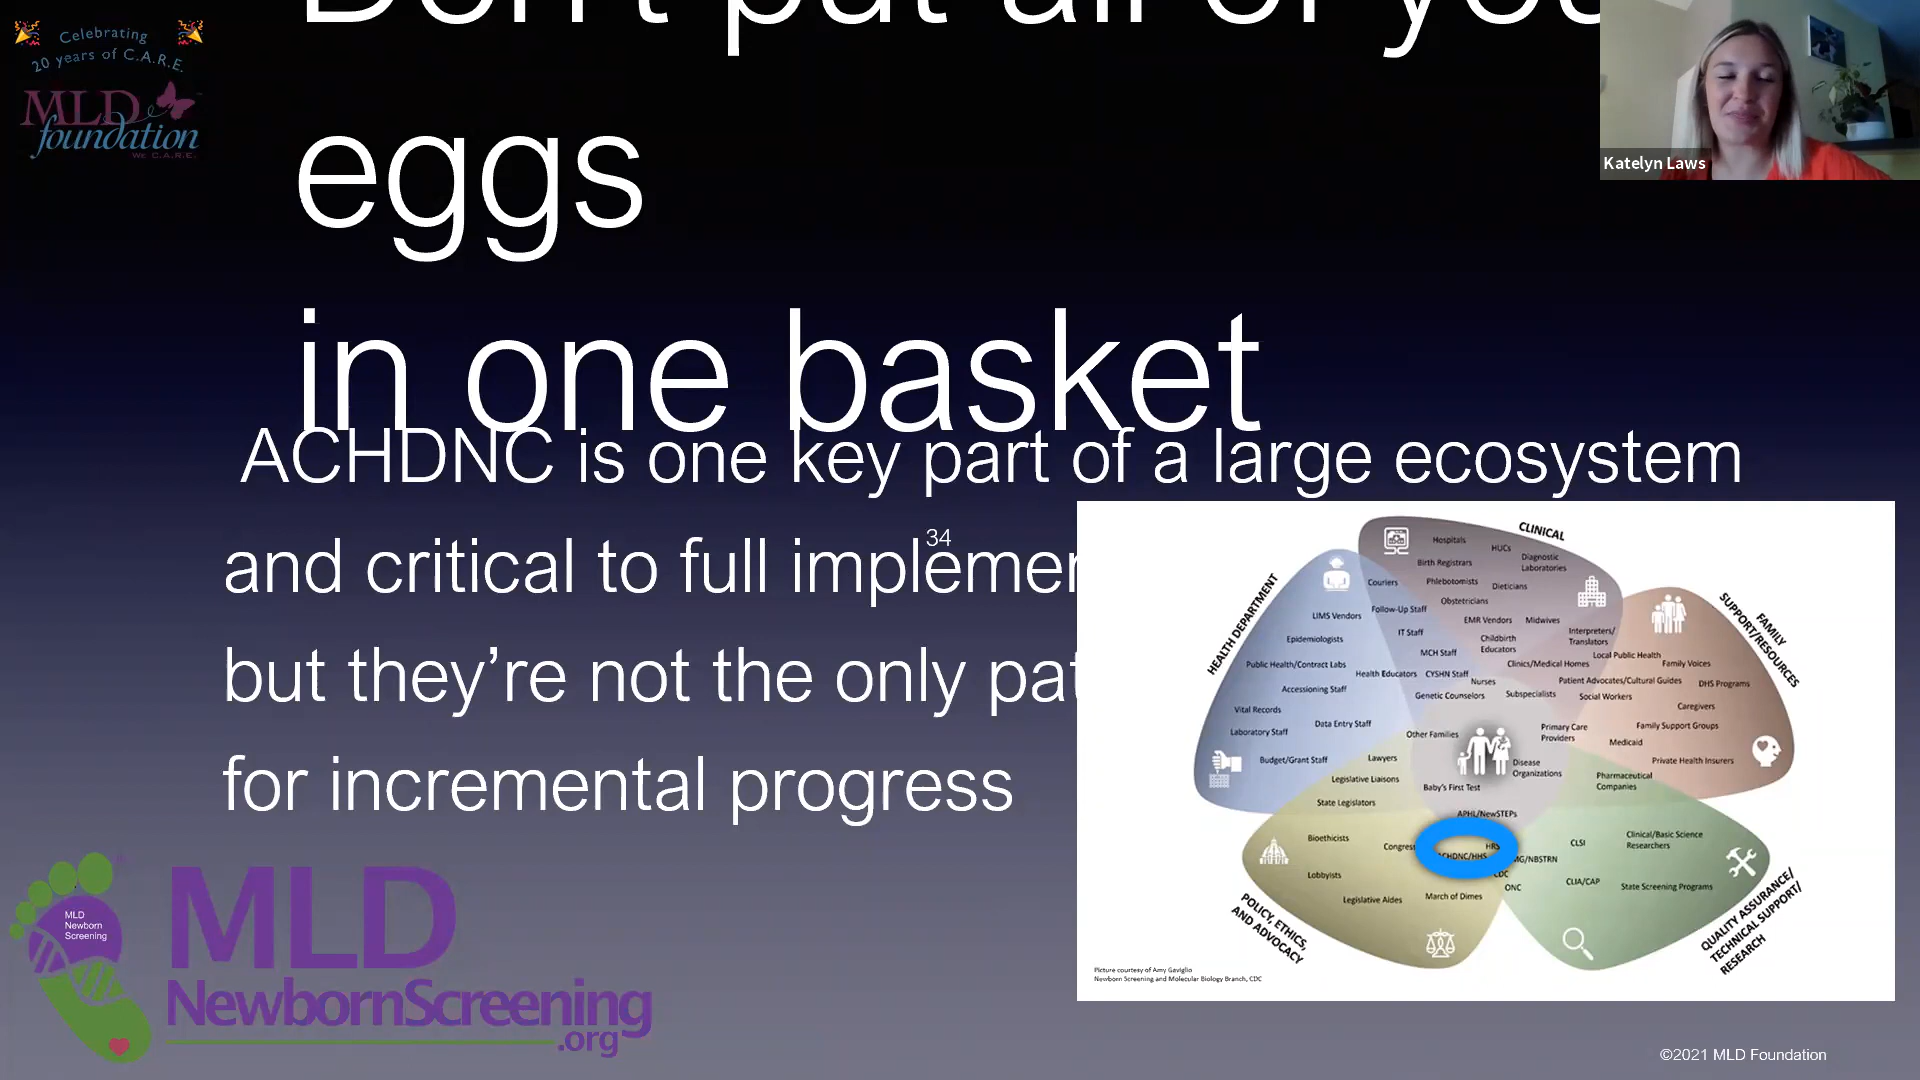 Don't put all of you
eggs
in one basket
Celebrating
20 years of C.A.R.E.
MLD
foundation
WE C.A.R.E.
Katelyn Laws
ACHDNC is one key part of a large ecosystem
and critical to full implemen
but they're not the only pat
for incremental progress
34
CLINICAL
Hospitals
HUCs
Diagnostic
Laboratories
Birth Registrars
Couriers
Phlebotomists
Dieticians
Obstetricians
Follow-Up Staff
EMR Vendors
Midwives
IT Staff
Childbirth
Educators
Interpreters/
Translators
MCH Staff
Clinics/Medical Homes
Health Educators
CYSHN Staff
Nurses
Genetic Counselors
Subspecialists
HEALTH DEPARTMENT
LIMS Vendors
Epidemiologists
Public Health/Contract Labs
Accessioning Staff
Vital Records
Data Entry Staff
Laboratory Staff
Budget/Grant Staff
FAMILY
SUPPORT/RESOURCES
Local Public Health
Family Voices
Patient Advocates/Cultural Guides
DHS Programs
Social Workers
Caregivers
Family Support Groups
Medicaid
Private Health Insurers
Primary Care
Providers
Other Families
Disease
Organizations
Baby's First Test
Pharmaceutical
Companies
Lawyers
Legislative Liaisons
State Legislators
APHL/NewSTEPs
Bioethicists
Congress
HRS
ACHDNC/HHS
MG/NBSTRN
CDC
ONC
Lobbyists
Legislative Aides
March of Dimes
POLICY, ETHICS,
AND ADVOCACY
CLSI
Clinical/Basic Science
Researchers
CLIA/CAP
State Screening Programs
QUALITY ASSURANCE/
TECHNICAL SUPPORT/
RESEARCH
Picture courtesy of Amy Gaviglio
Newborn Screening and Molecular Biology Branch, CDC
MLD
Newborn
Screening
MLD
NewbornScreening
.org
©2021 MLD Foundation